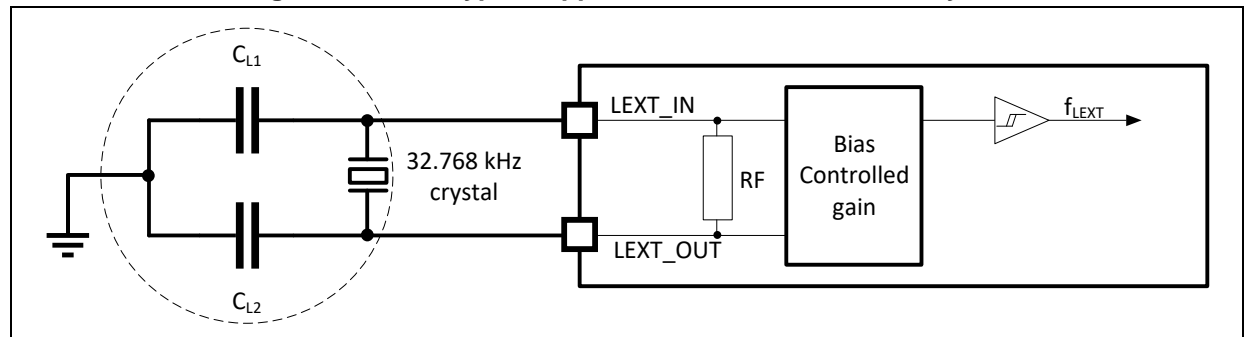 C_L1
LEXT_IN
f_LEXT
32.768 kHz
crystal
RF
Bias
Controlled
gain
LEXT_OUT
C_L2